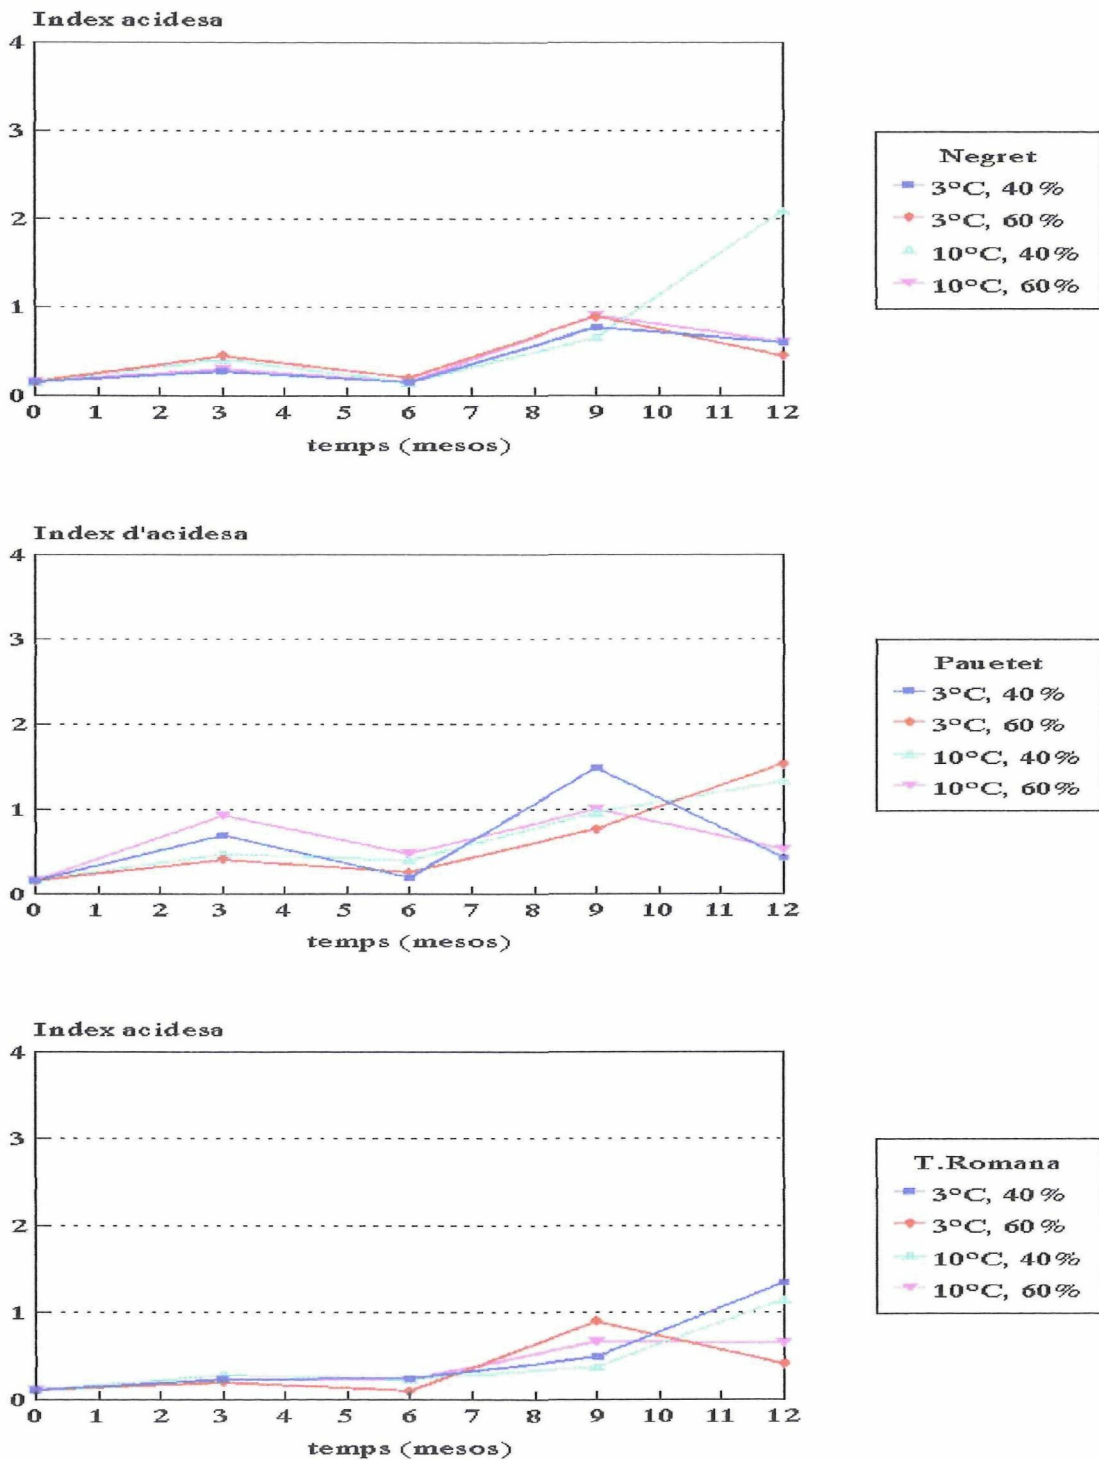 Index acidesa
4
3
2
1
0
0 1 2 3 4 5 6 7 8 9 10 11 12
temps (mesos)
Negret
3°C, 40%
3°C, 60%
10°C, 40%
10°C, 60%
Index d'acidesa
4
3
2
1
0
0 1 2 3 4 5 6 7 8 9 10 11 12
temps (mesos)
Pauetet
3°C, 40%
3°C, 60%
10°C, 40%
10°C, 60%
Index acidesa
4
3
2
1
0
0 1 2 3 4 5 6 7 8 9 10 11 12
temps (mesos)
T.Romana
3°C, 40%
3°C, 60%
10°C, 40%
10°C, 60%